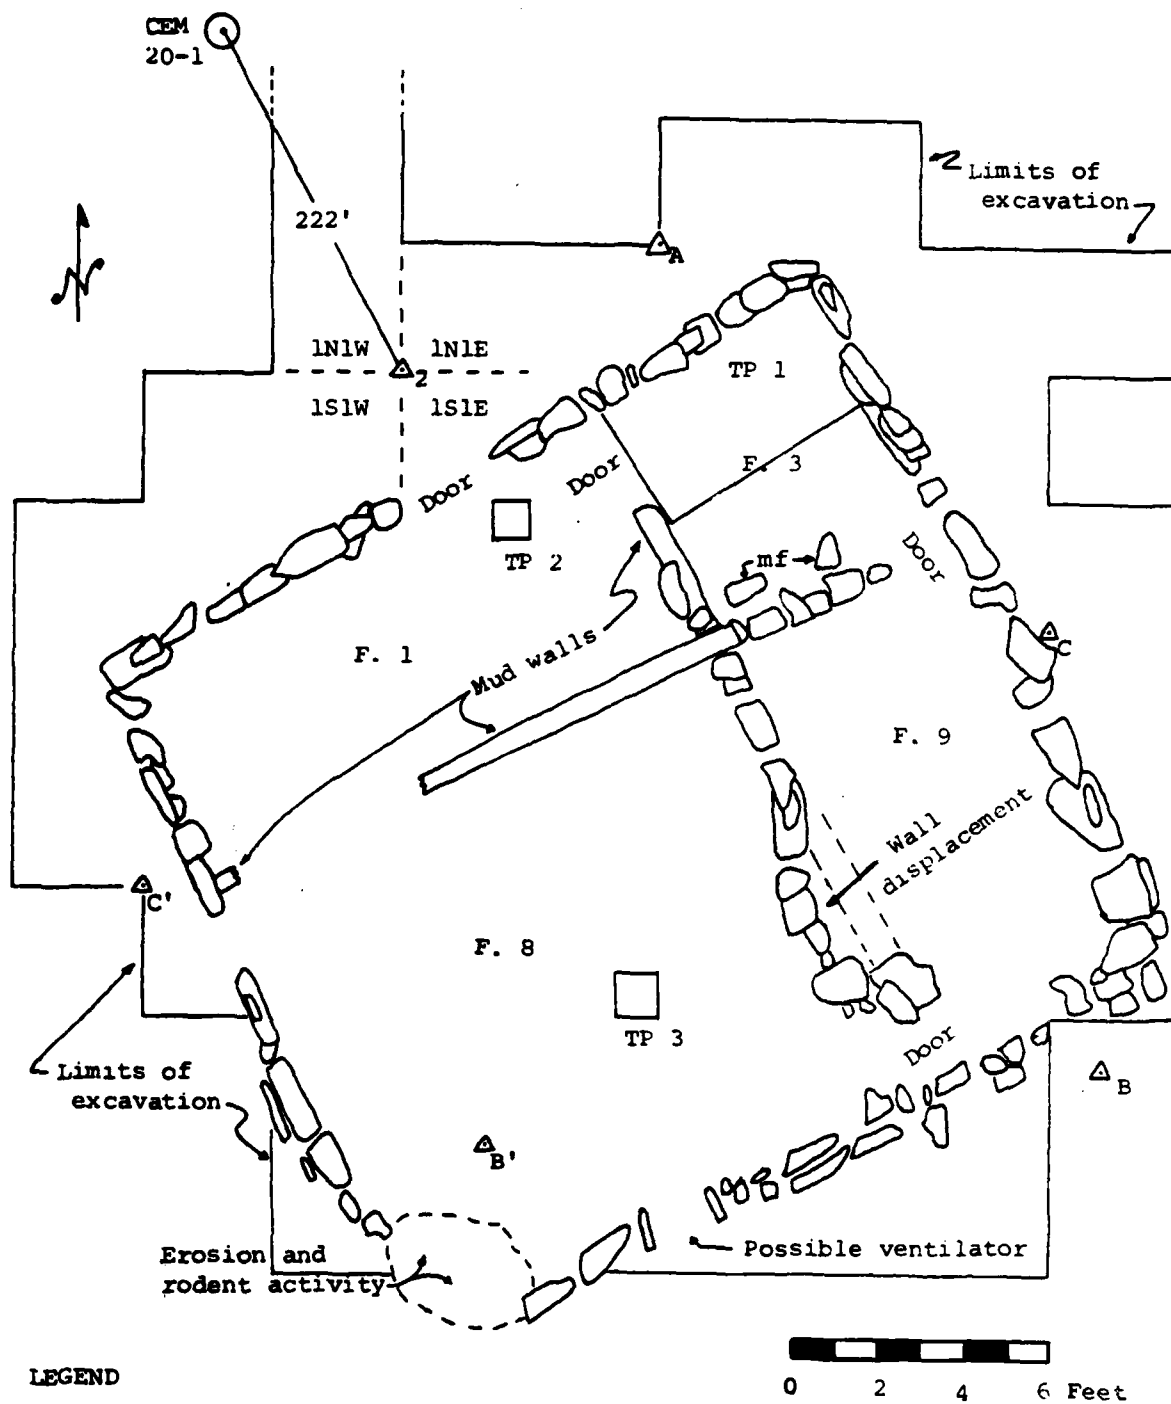 CEM
20-1
222'
N
Limits of
excavation
A
1N1W 1N1E
2
1S1W 1S1E
TP 1
F. 3
Door
Door
TP 2
mf
Door
F. 1
Mud walls
C
F. 9
Wall
displacement
C'
F. 8
TP 3
Door
Limits of
excavation
B
B'
Erosion and
rodent activity
Possible ventilator
LEGEND
0 2 4 6 Feet